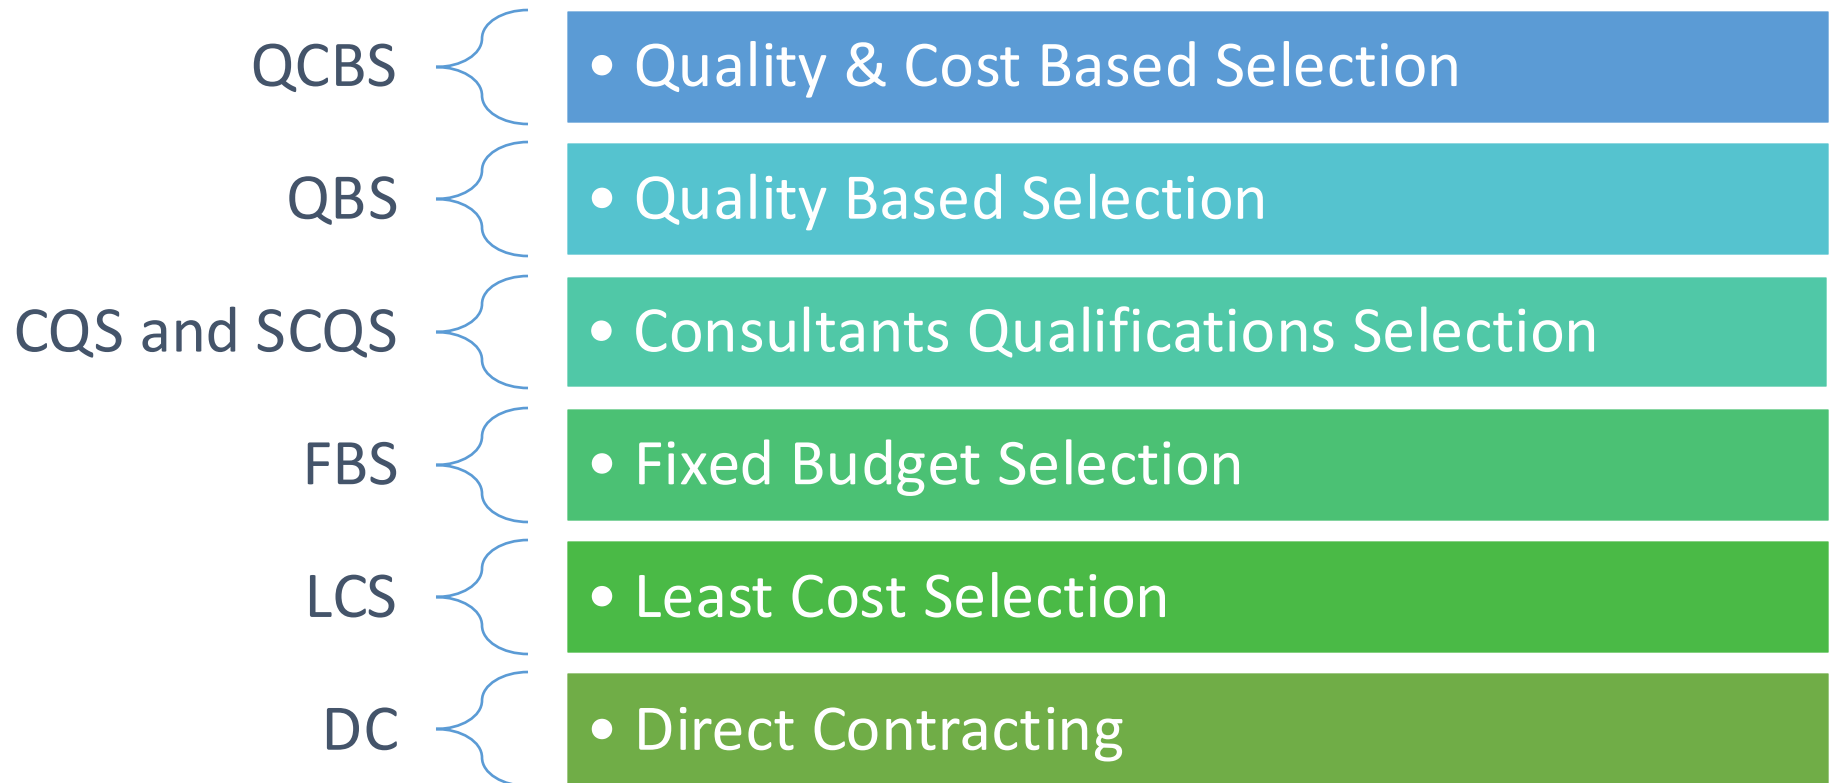 QCBS • Quality & Cost Based Selection
QBS • Quality Based Selection
CQS and SCQS • Consultants Qualifications Selection
FBS • Fixed Budget Selection
LCS • Least Cost Selection
DC • Direct Contracting